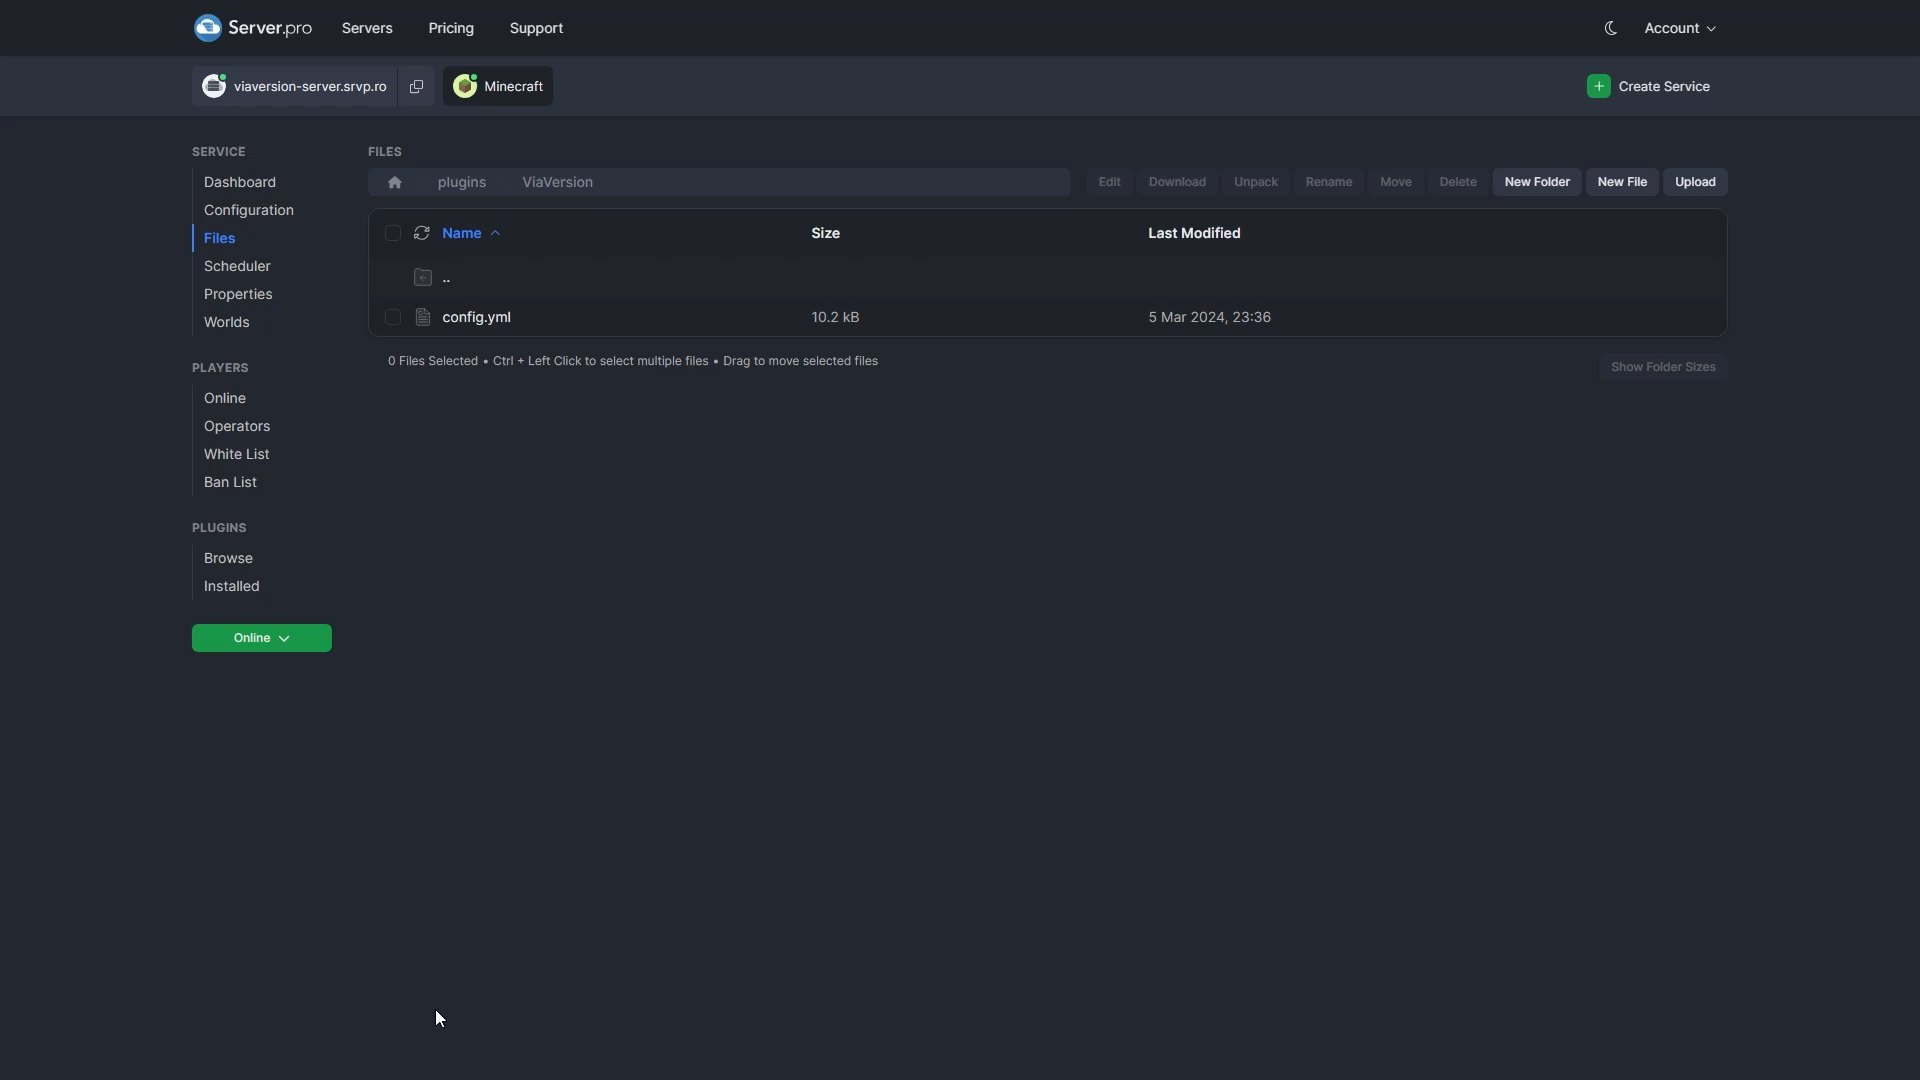 Server.pro Servers Pricing Support Account
viaversion-server.srvp.ro Minecraft Create Service
SERVICE
Dashboard
Configuration
Files
Scheduler
Properties
Worlds
PLAYERS
Online
Operators
White List
Ban List
PLUGINS
Browse
Installed
Online
FILES
plugins ViaVersion Edit Download Unpack Rename Move Delete New Folder New File Upload
Name Size Last Modified
..
config.yml 10.2 kB 5 Mar 2024, 23:36
0 Files Selected • Ctrl + Left Click to select multiple files • Drag to move selected files
Show Folder Sizes